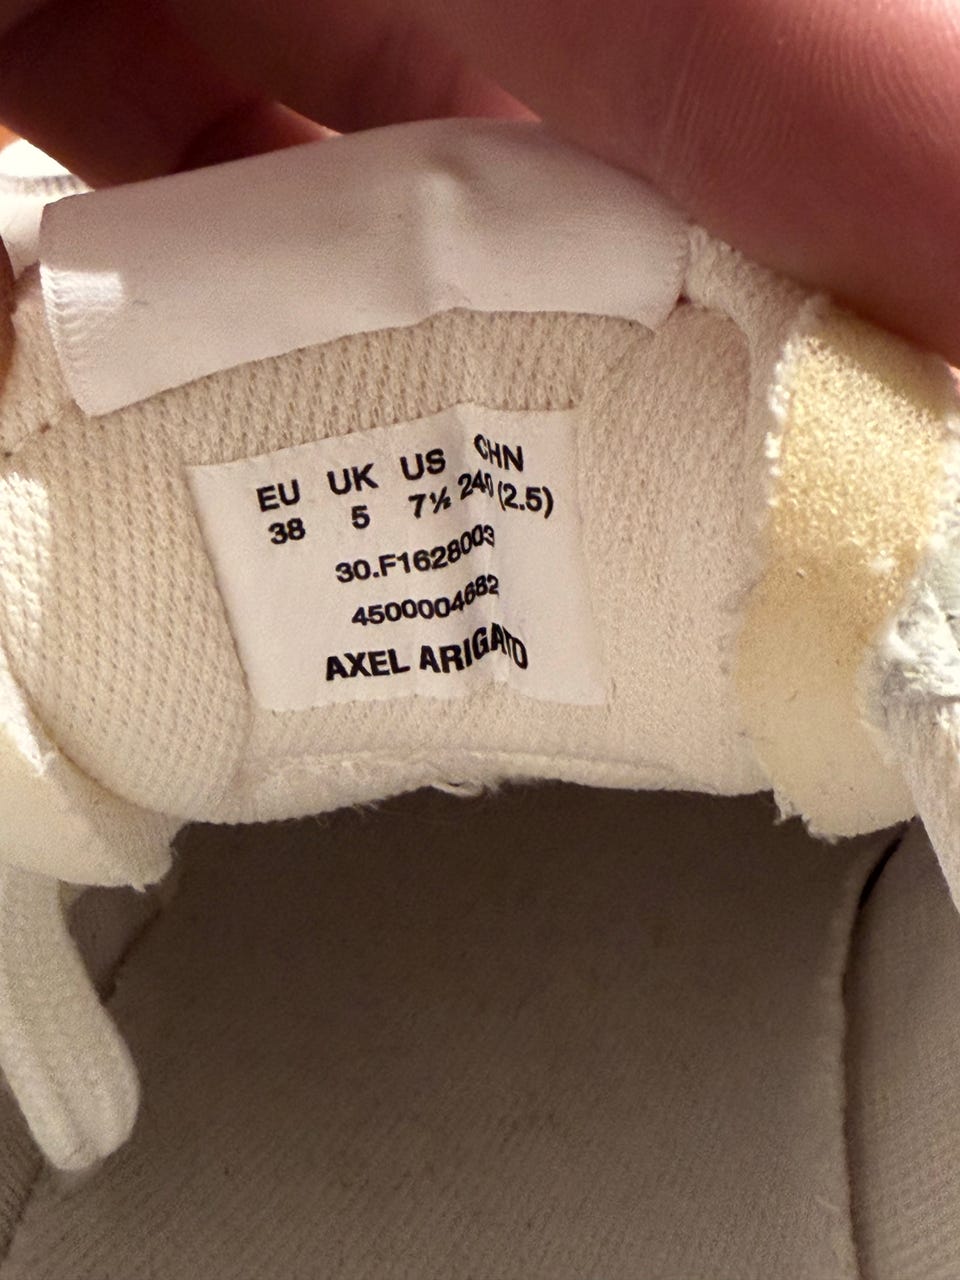 EU UK US CHN
38 5 7½ 240 (2.5)
30.F1628003
4500004682
AXEL ARIGATO